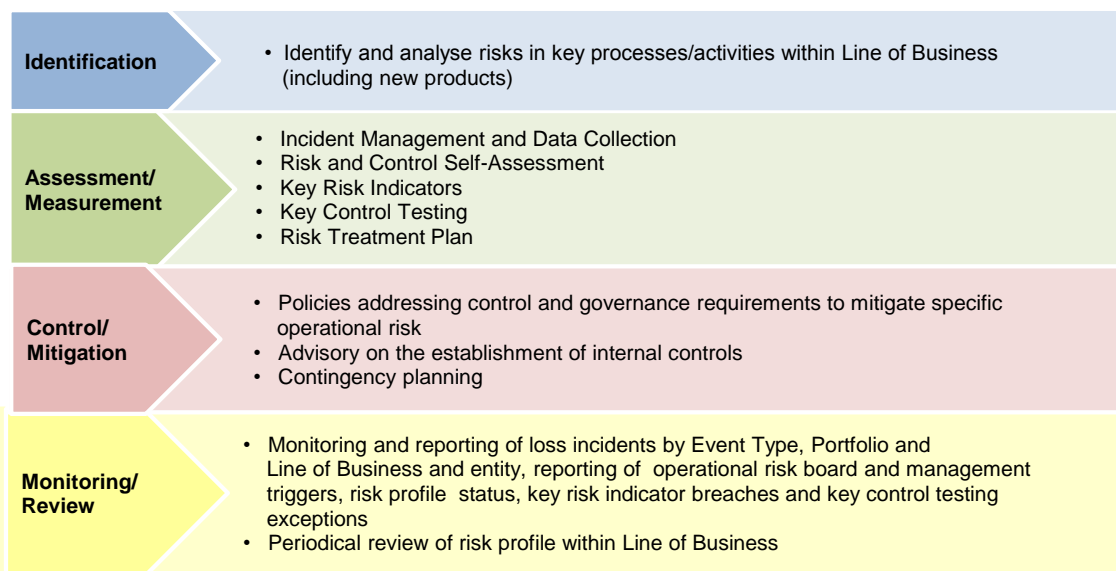 Identification
• Identify and analyse risks in key processes/activities within Line of Business
(including new products)
Assessment/
Measurement
• Incident Management and Data Collection
• Risk and Control Self-Assessment
• Key Risk Indicators
• Key Control Testing
• Risk Treatment Plan
Control/
Mitigation
• Policies addressing control and governance requirements to mitigate specific
operational risk
• Advisory on the establishment of internal controls
• Contingency planning
Monitoring/
Review
• Monitoring and reporting of loss incidents by Event Type, Portfolio and
Line of Business and entity, reporting of operational risk board and management
triggers, risk profile status, key risk indicator breaches and key control testing
exceptions
• Periodical review of risk profile within Line of Business